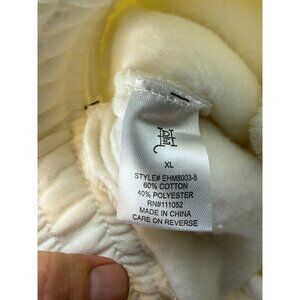 XL
STYLE# EHM8003-5
60% COTTON
40% POLYESTER
RN#111052
MADE IN CHINA
CARE ON REVERSE